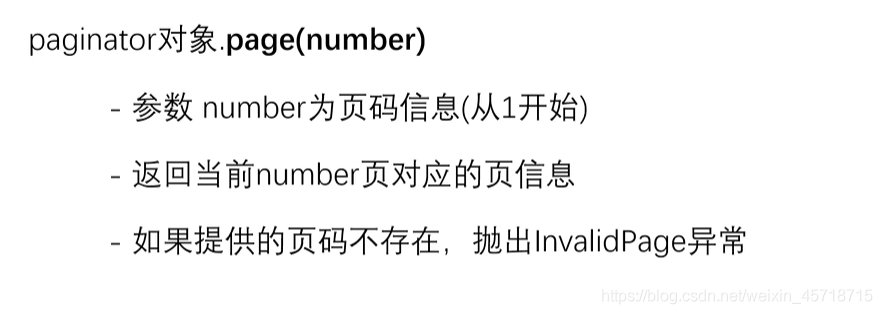 paginator对象.page(number)
- 参数 number为页码信息(从1开始)
- 返回当前number页对应的页信息
- 如果提供的页码不存在，抛出InvalidPage异常
https://blog.csdn.net/weixin_45718715